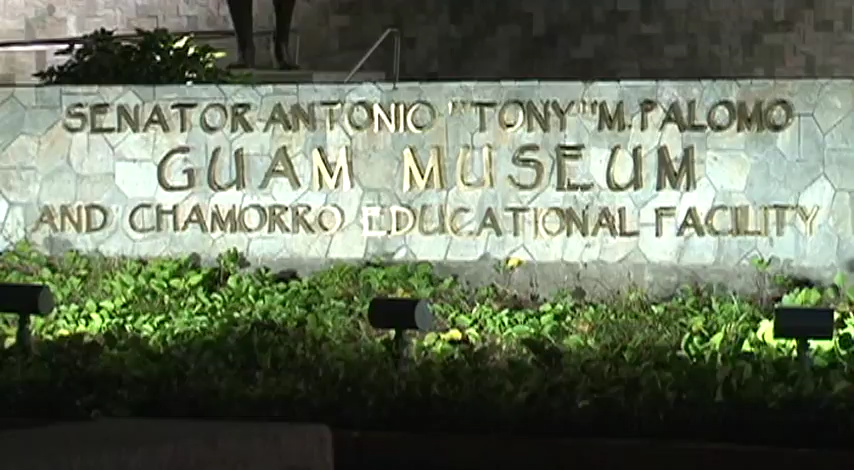 SENATOR ANTONIO "TONY" M. PALOMO
GUAM MUSEUM
AND CHAMORRO EDUCATIONAL FACILITY